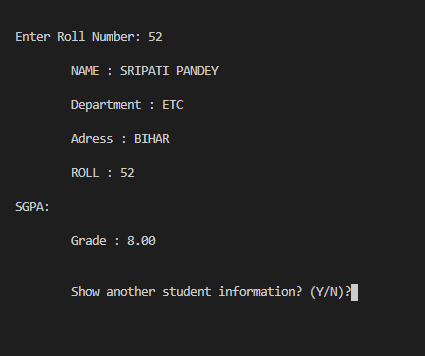 Enter Roll Number: 52
NAME : SRIPATI PANDEY
Department : ETC
Adress : BIHAR
ROLL : 52
SGPA:
Grade : 8.00
Show another student information? (Y/N)?